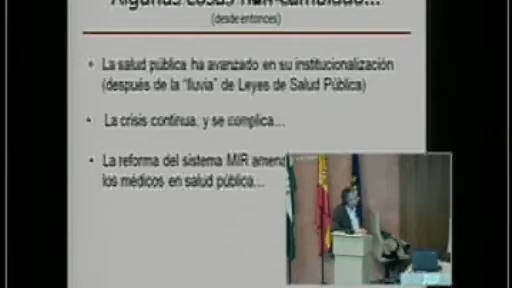 Algunas cosas han cambiado...
(desde entonces)
• La salud pública ha avanzado en su institucionalización
(después de la "lluvia" de Leyes de Salud Pública)
• La crisis continua, y se complica...
• La reforma del sistema MIR
los médicos en salud pública...